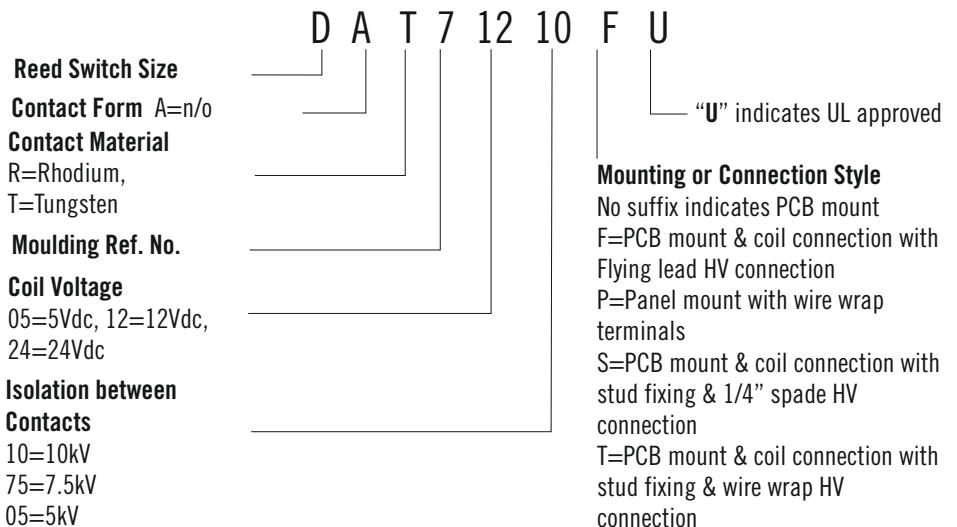 D A T 7 12 10 F U
Reed Switch Size
Contact Form A=n/o
Contact Material
R=Rhodium,
T=Tungsten
Moulding Ref. No.
Coil Voltage
05=5Vdc, 12=12Vdc,
24=24Vdc
Isolation between
Contacts
10=10kV
75=7.5kV
05=5kV
“U” indicates UL approved
Mounting or Connection Style
No suffix indicates PCB mount
F=PCB mount & coil connection with
Flying lead HV connection
P=Panel mount with wire wrap
terminals
S=PCB mount & coil connection with
stud fixing & 1/4” spade HV
connection
T=PCB mount & coil connection with
stud fixing & wire wrap HV
connection